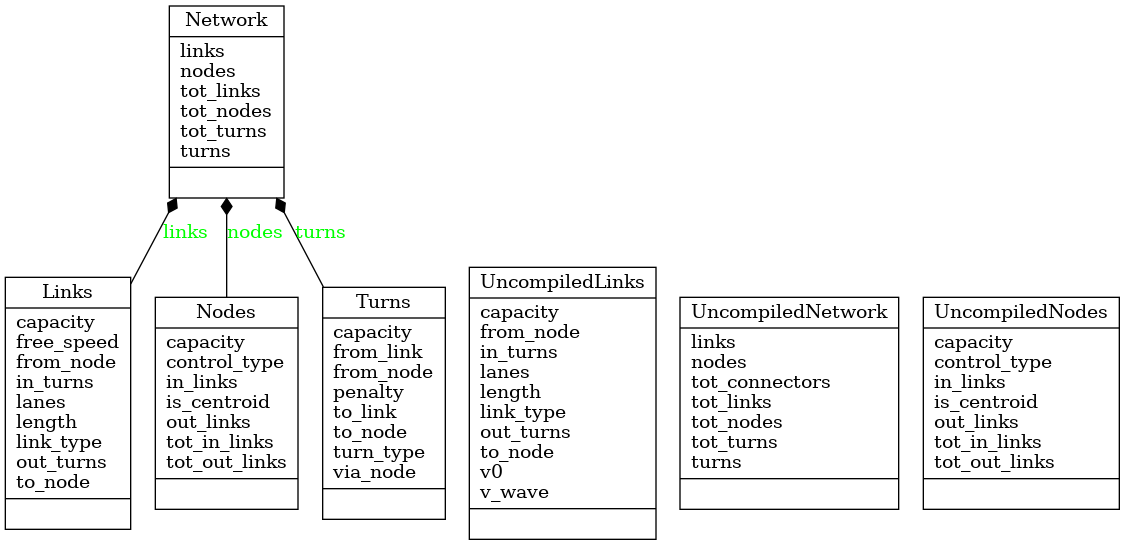 Network
links
nodes
tot_links
tot_nodes
tot_turns
turns
links
nodes
turns
Links
capacity
free_speed
from_node
in_turns
lanes
length
link_type
out_turns
to_node
Nodes
capacity
control_type
in_links
is_centroid
out_links
tot_in_links
tot_out_links
Turns
capacity
from_link
from_node
penalty
to_link
to_node
turn_type
via_node
UncompiledLinks
capacity
from_node
in_turns
lanes
length
link_type
out_turns
to_node
v0
v_wave
UncompiledNetwork
links
nodes
tot_connectors
tot_links
tot_nodes
tot_turns
turns
UncompiledNodes
capacity
control_type
in_links
is_centroid
out_links
tot_in_links
tot_out_links